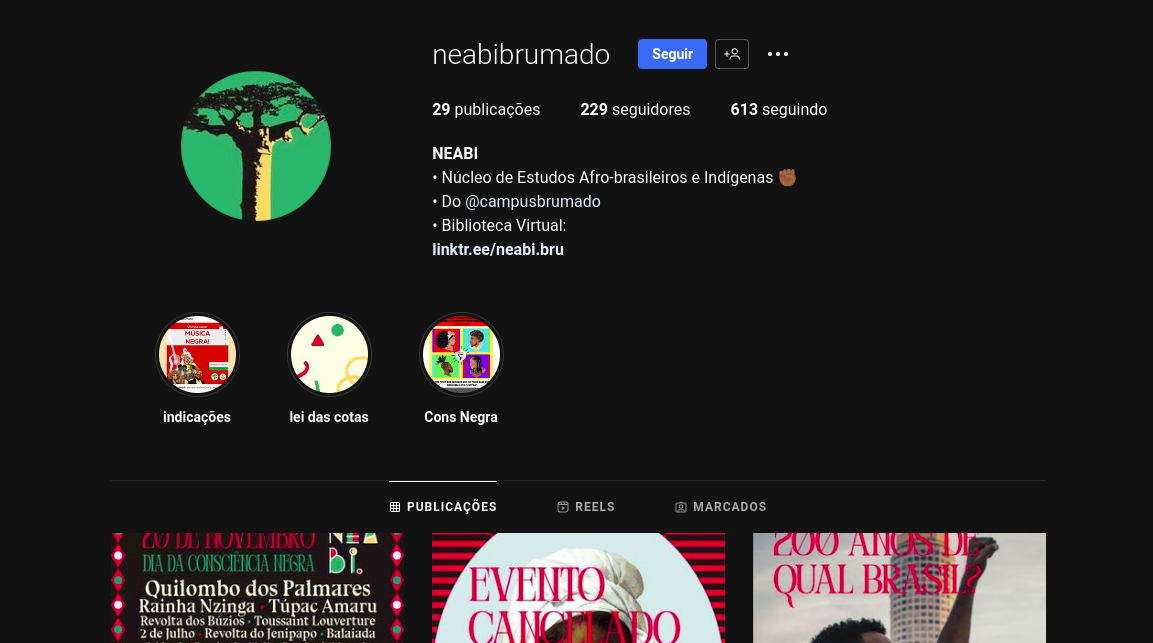 neabibrumado Seguir
29 publicações 229 seguidores 613 seguindo
NEABI
• Núcleo de Estudos Afro-brasileiros e Indígenas
• Do @campusbrumado
• Biblioteca Virtual:
linktr.ee/neabi.bru
MÚSICA
NEGRA!
indicações lei das cotas Cons Negra
PUBLICAÇÕES REELS MARCADOS
20 DE NOVEMBRO
DIA DA CONSCIÊNCIA NEGRA
NEA
BI.
Quilombo dos Palmares
Rainha Nzinga • Túpac Amaru
Revolta dos Búzios • Toussaint Louverture
2 de julho • Revolta do Jenipapo • Balaiada
EVENTO
CANCELADO
200 ANOS DE
QUAL BRASIL?